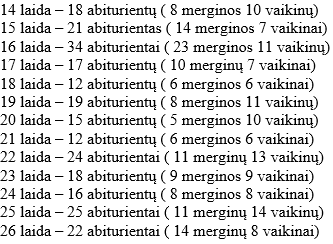 14 laida – 18 abiturientų ( 8 merginos 10 vaikinų)
15 laida – 21 abiturientas ( 14 merginos 7 vaikinai)
16 laida – 34 abiturientai ( 23 merginos 11 vaikinų)
17 laida – 17 abiturientų ( 10 merginų 7 vaikinai)
18 laida – 12 abiturientų ( 6 merginos 6 vaikinai)
19 laida – 19 abiturientų ( 8 merginos 11 vaikinų)
20 laida – 15 abiturientų ( 5 merginos 10 vaikinų)
21 laida – 12 abiturientų ( 6 merginos 6 vaikinai)
22 laida – 24 abiturientai ( 11 merginų 13 vaikinų)
23 laida – 18 abiturientų ( 9 merginos 9 vaikinai)
24 laida – 16 abiturientų ( 8 merginos 8 vaikinai)
25 laida – 25 abiturientai ( 11 merginų 14 vaikinų)
26 laida – 22 abiturientai ( 14 merginų 8 vaikinai)